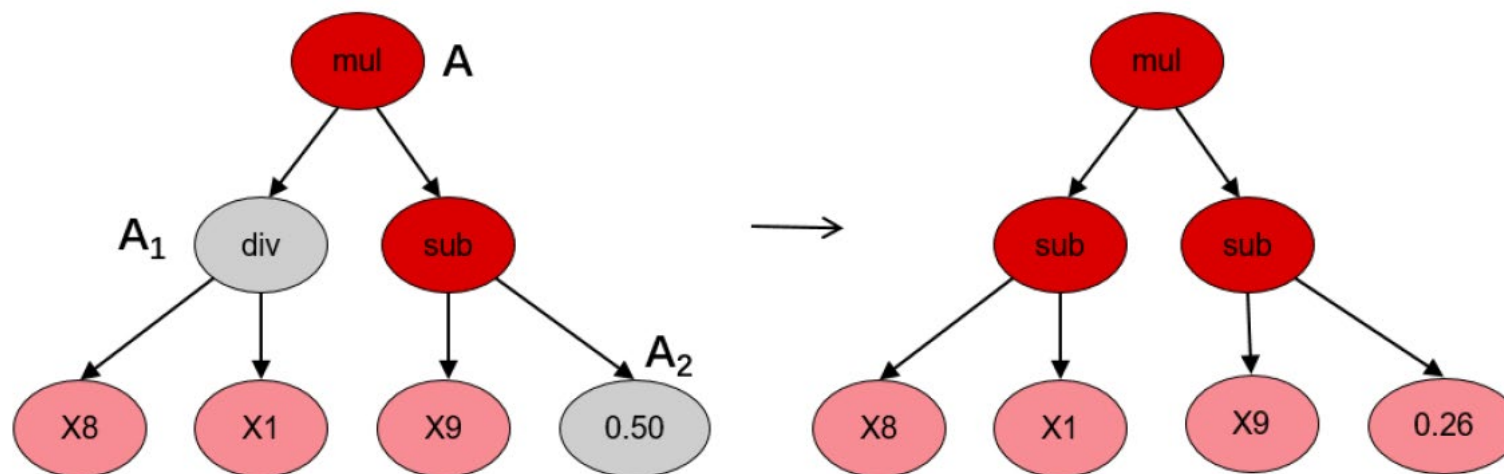 mul A mul
A₁ div sub sub sub
A₂
X8 X1 X9 0.50 X8 X1 X9 0.26